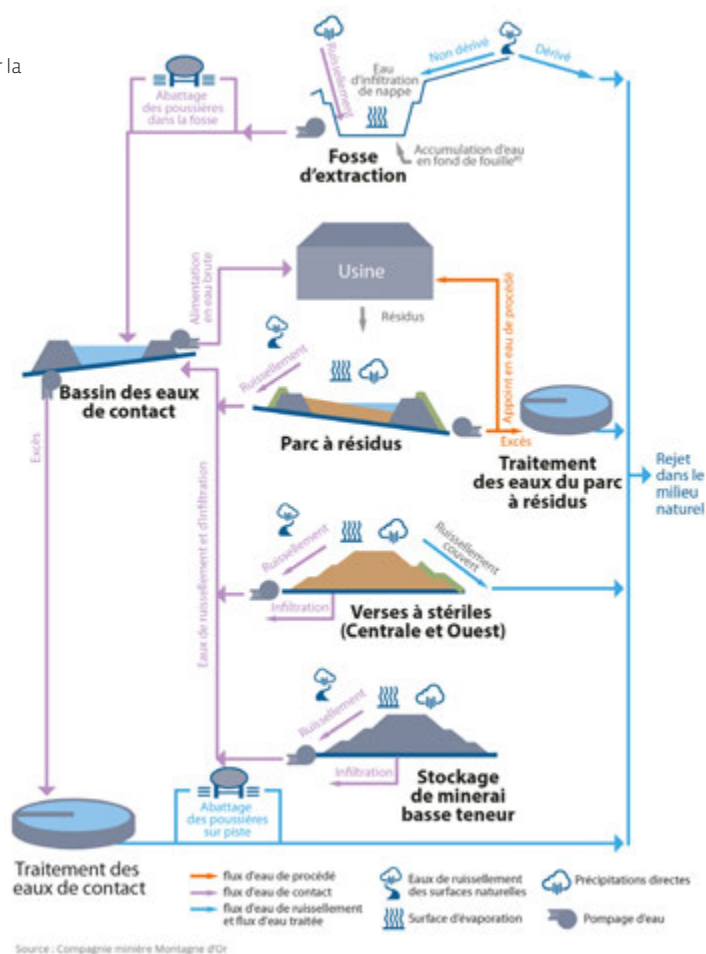 r la
Ruissellement
Eau
d'infiltration
de nappe
Non dérivé
Dérivé
Abattage
des poussières
dans la fosse
Fosse
d'extraction
Accumulation d'eau
en fond de fouille
Alimentation
en eau brute
Usine
Résidus
Appoint en eau de procédé
Bassin des eaux
de contact
Ruissellement
Parc à résidus
Excès
Traitement
des eaux du parc
à résidus
Rejet
dans le
milieu
naturel
Excès
Eaux de ruissellement et d'infiltration
Ruissellement
Ruissellement
couvert
Infiltration
Verses à stériles
(Centrale et Ouest)
Ruissellement
Infiltration
Stockage
de minerai
basse teneur
Abattage
des poussières
sur piste
Traitement des
eaux de contact
flux d'eau de procédé
flux d'eau de contact
flux d'eau de ruissellement
et flux d'eau traitée
Eaux de ruissellement
des surfaces naturelles
Surface d'évaporation
Précipitations directes
Pompage d'eau
Source : Compagnie minière Montagne d'Or